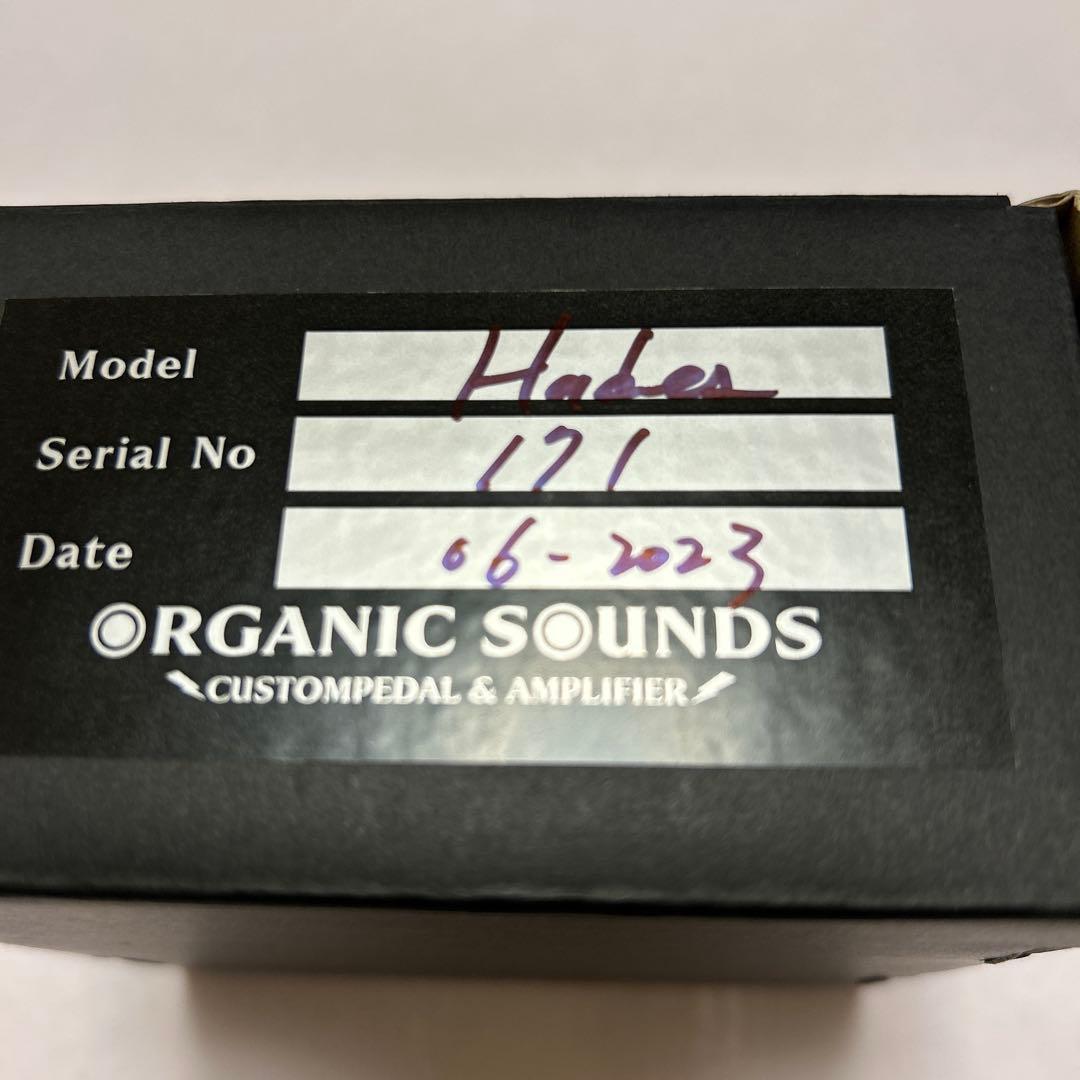 Model Hades
Serial No 171
Date 06-2023
ORGANIC SOUNDS
CUSTOMPEDAL & AMPLIFIER